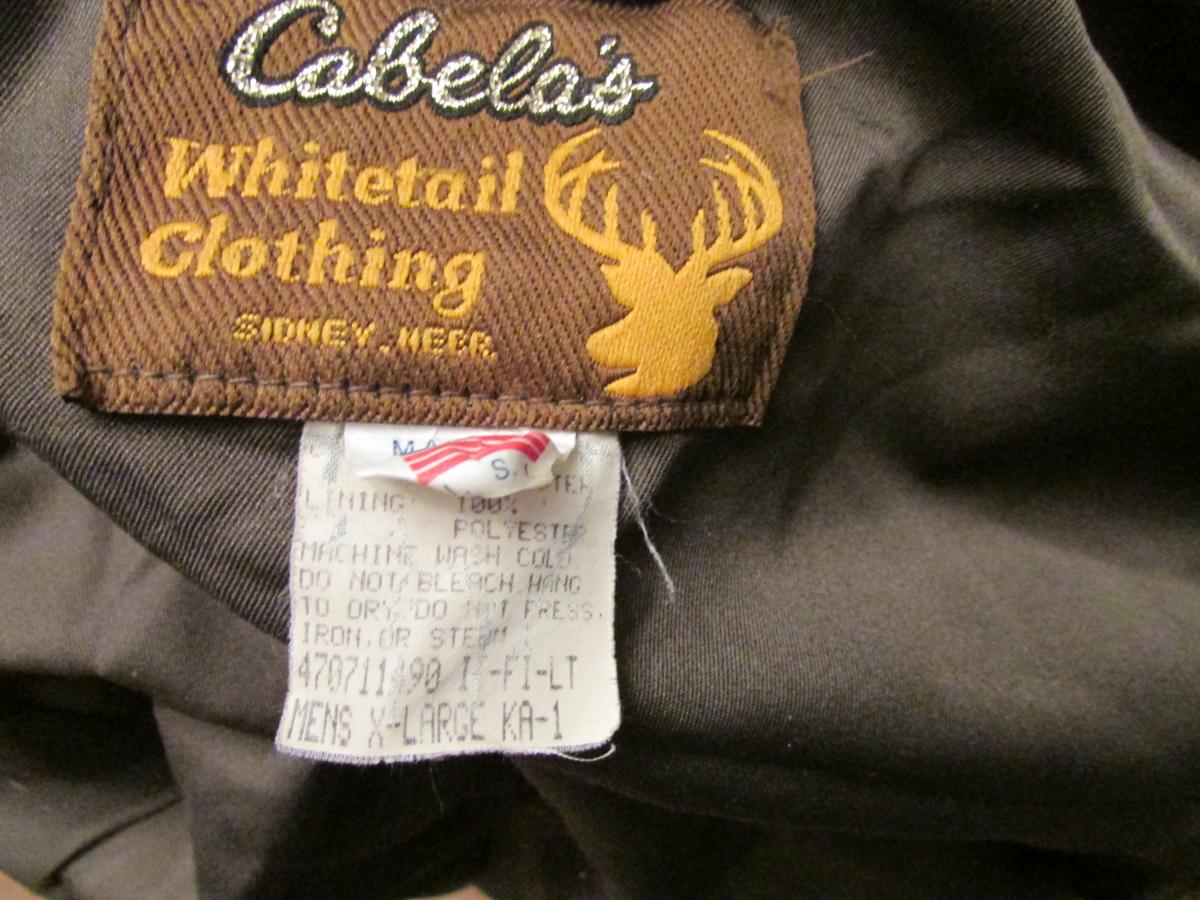 Cabela's
Whitetail
Clothing
SIDNEY, NEBR.
S.
LINING: 100%
POLYESTER
MACHINE WASH COLD
DO NOT BLEACH HANG
TO DRY DO NOT PRESS,
IRON, OR STEAM
MENS X-LARGE KA-1